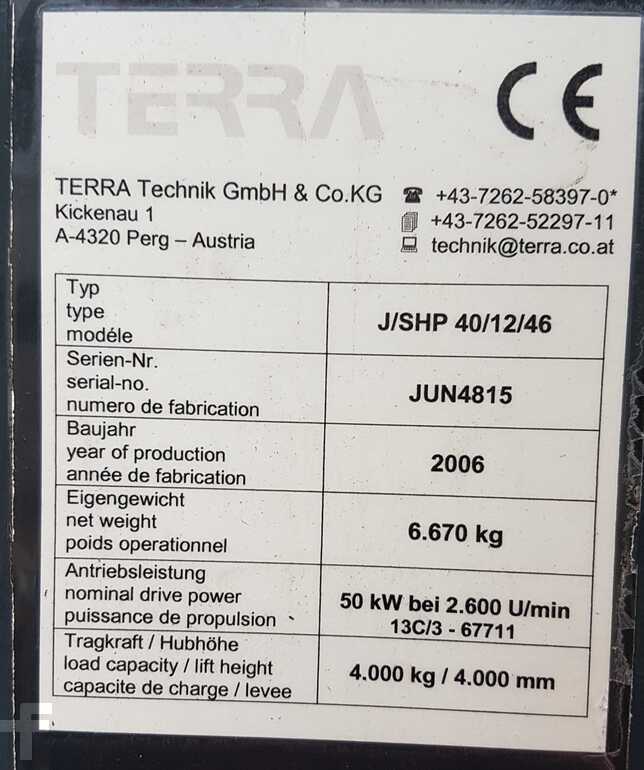 TERRA
CE
TERRA Technik GmbH & Co.KG
Kickenau 1
A-4320 Perg – Austria
+43-7262-58397-0*
+43-7262-52297-11
technik@terra.co.at
Typ
type
modéle
J/SHP 40/12/46
Serien-Nr.
serial-no.
numero de fabrication
JUN4815
Baujahr
year of production
année de fabrication
2006
Eigengewicht
net weight
poids operationnel
6.670 kg
Antriebsleistung
nominal drive power
puissance de propulsion
50 kW bei 2.600 U/min
13C/3 - 67711
Tragkraft / Hubhöhe
load capacity / lift height
capacite de charge / levee
4.000 kg / 4.000 mm